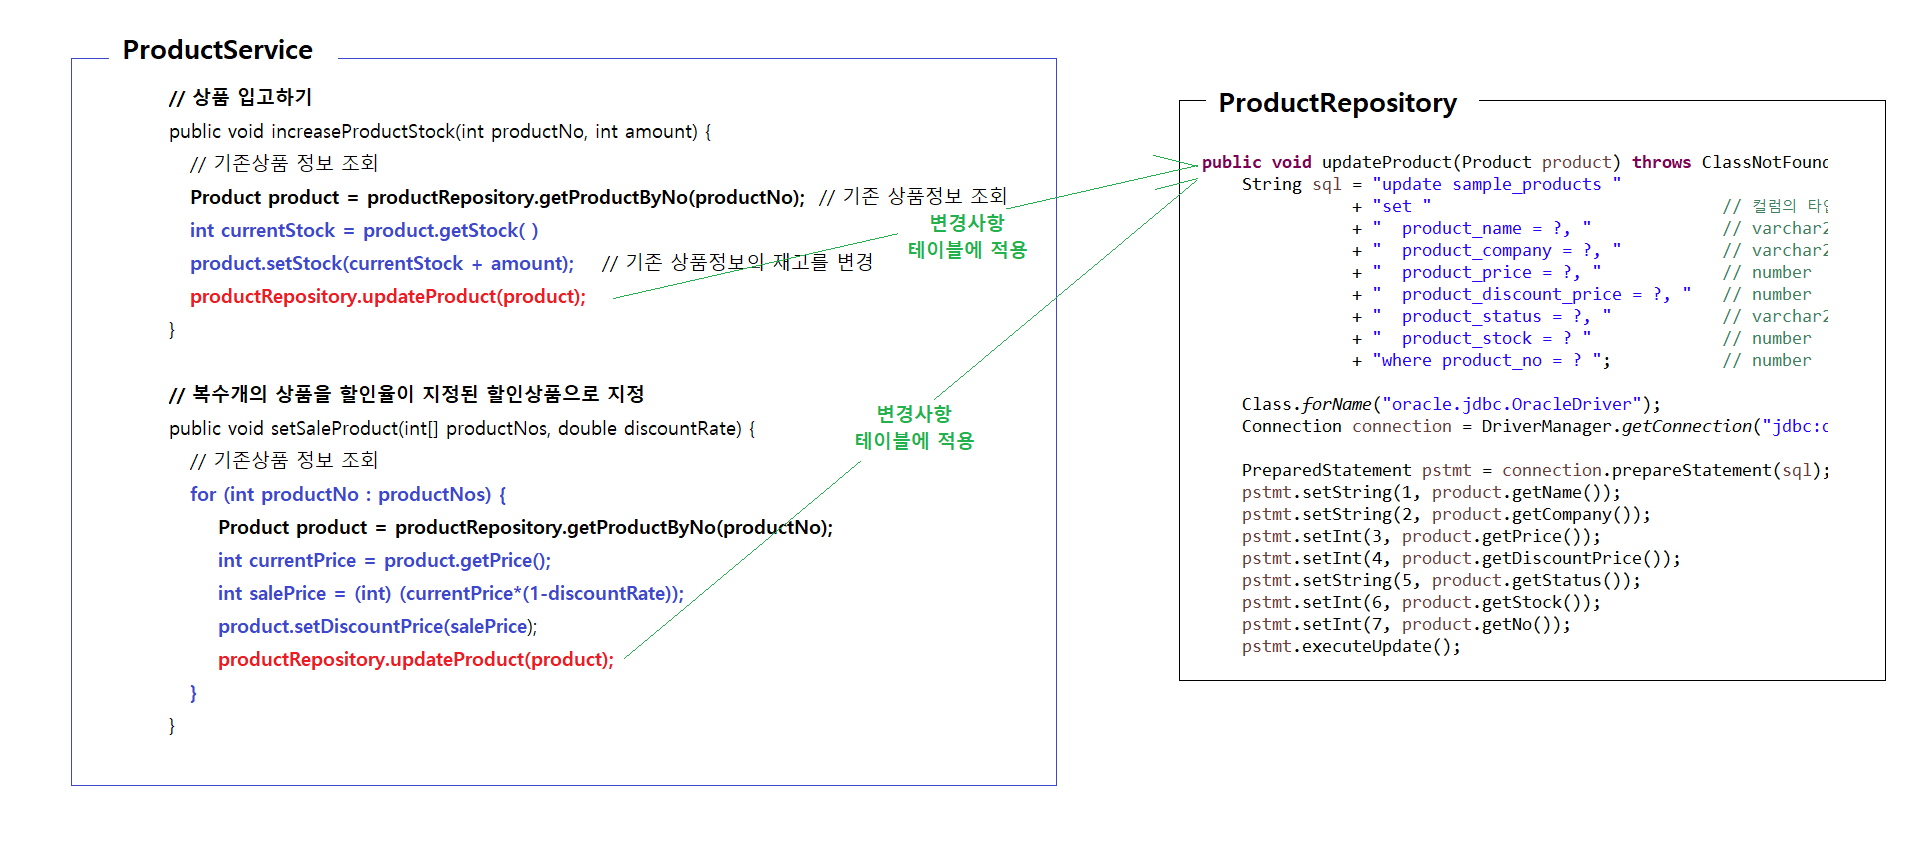 ProductService
// 상품 입고하기
public void increaseProductStock(int productNo, int amount) {
// 기존상품 정보 조회
Product product = productRepository.getProductByNo(productNo); // 기존 상품정보 조회
int currentStock = product.getStock( )
product.setStock(currentStock + amount); // 기존 상품정보의 재고를 변경
productRepository.updateProduct(product);
}
변경사항
테이블에 적용
// 복수개의 상품을 할인율이 지정된 할인상품으로 지정
public void setSaleProduct(int[] productNos, double discountRate) {
// 기존상품 정보 조회
for (int productNo : productNos) {
Product product = productRepository.getProductByNo(productNo);
int currentPrice = product.getPrice();
int salePrice = (int) (currentPrice*(1-discountRate));
product.setDiscountPrice(salePrice);
productRepository.updateProduct(product);
}
}
변경사항
테이블에 적용
ProductRepository
public void updateProduct(Product product) throws ClassNotFound
String sql = "update sample_products "
+ "set " // 컬럼의
+ "  product_name = ?, " // varchar2
+ "  product_company = ?, " // varchar2
+ "  product_price = ?, " // number
+ "  product_discount_price = ?, " // number
+ "  product_status = ?, " // varchar2
+ "  product_stock = ? " // number
+ "where product_no = ? "; // number
Class.forName("oracle.jdbc.OracleDriver");
Connection connection = DriverManager.getConnection("jdbc:o
PreparedStatement pstmt = connection.prepareStatement(sql);
pstmt.setString(1, product.getName());
pstmt.setString(2, product.getCompany());
pstmt.setInt(3, product.getPrice());
pstmt.setInt(4, product.getDiscountPrice());
pstmt.setString(5, product.getStatus());
pstmt.setInt(6, product.getStock());
pstmt.setInt(7, product.getNo());
pstmt.executeUpdate();